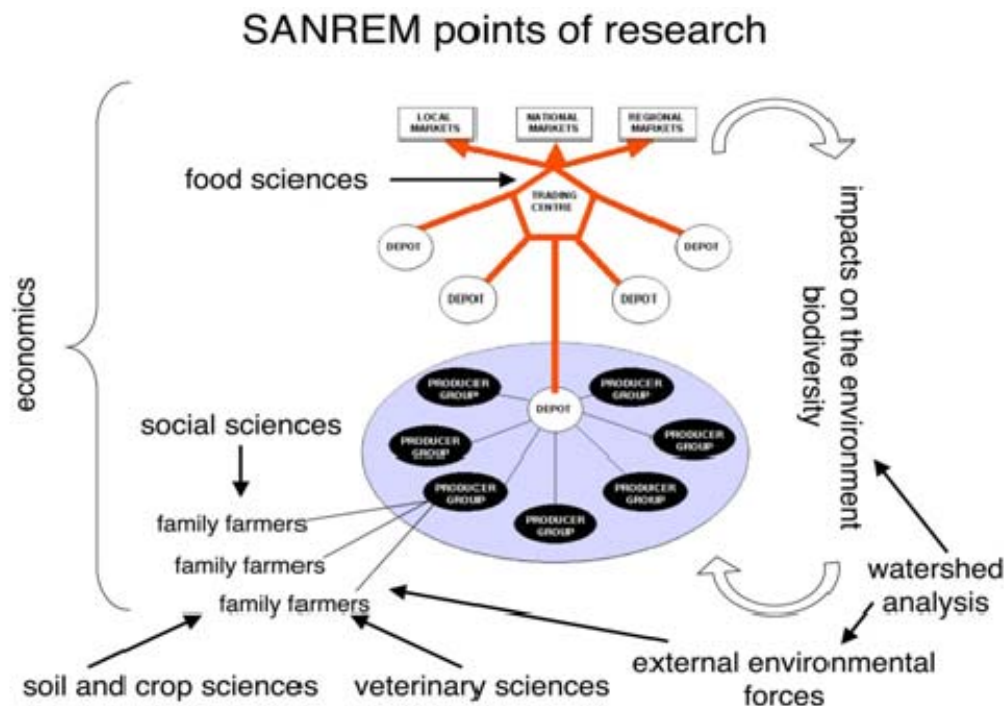 SANREM points of research
LOCAL
MARKETS
NATIONAL
MARKETS
REGIONAL
MARKETS
food sciences
TRADING
CENTRE
DEPOT
DEPOT
DEPOT
DEPOT
impacts on the environment
biodiversity
economics
PRODUCER
GROUP
PRODUCER
GROUP
DEPOT
social sciences
PRODUCER
GROUP
PRODUCER
GROUP
PRODUCER
GROUP
PRODUCER
GROUP
PRODUCER
GROUP
family farmers
family farmers
family farmers
watershed
analysis
external environmental
forces
soil and crop sciences
veterinary sciences